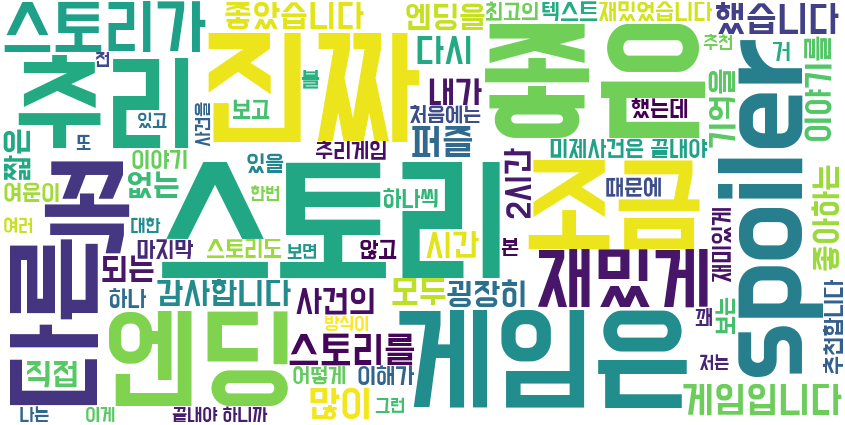 스토리가
좋았습니다
엔딩을
최고의
텍스트
재밌었습니다
했습니다
추리
전
진짜
좋은
다시
추천
거
이야기를
블
내가
기억을
spoiler
또
있고
사건을
보고
처음에는
했는데
퍼즐
짧은
이야기
추리게임
미제사건은 끝내야
여운이
없는
꼭
있을
한번
스토리
하나씩
2시간
때문에
조금
좋아하는
여러
대한
다른
마지막
스토리도
보면
않고
시간
본
재밌게
재미있게
되는
하나
감사합니다
사건의
모두
굉장히
꽤
보는
추천합니다
엔딩
방식이
게임은
직접
스토리를
어떻게
이해가
저는
많이
그런
게임입니다
나는
이게
끝내야 하니까